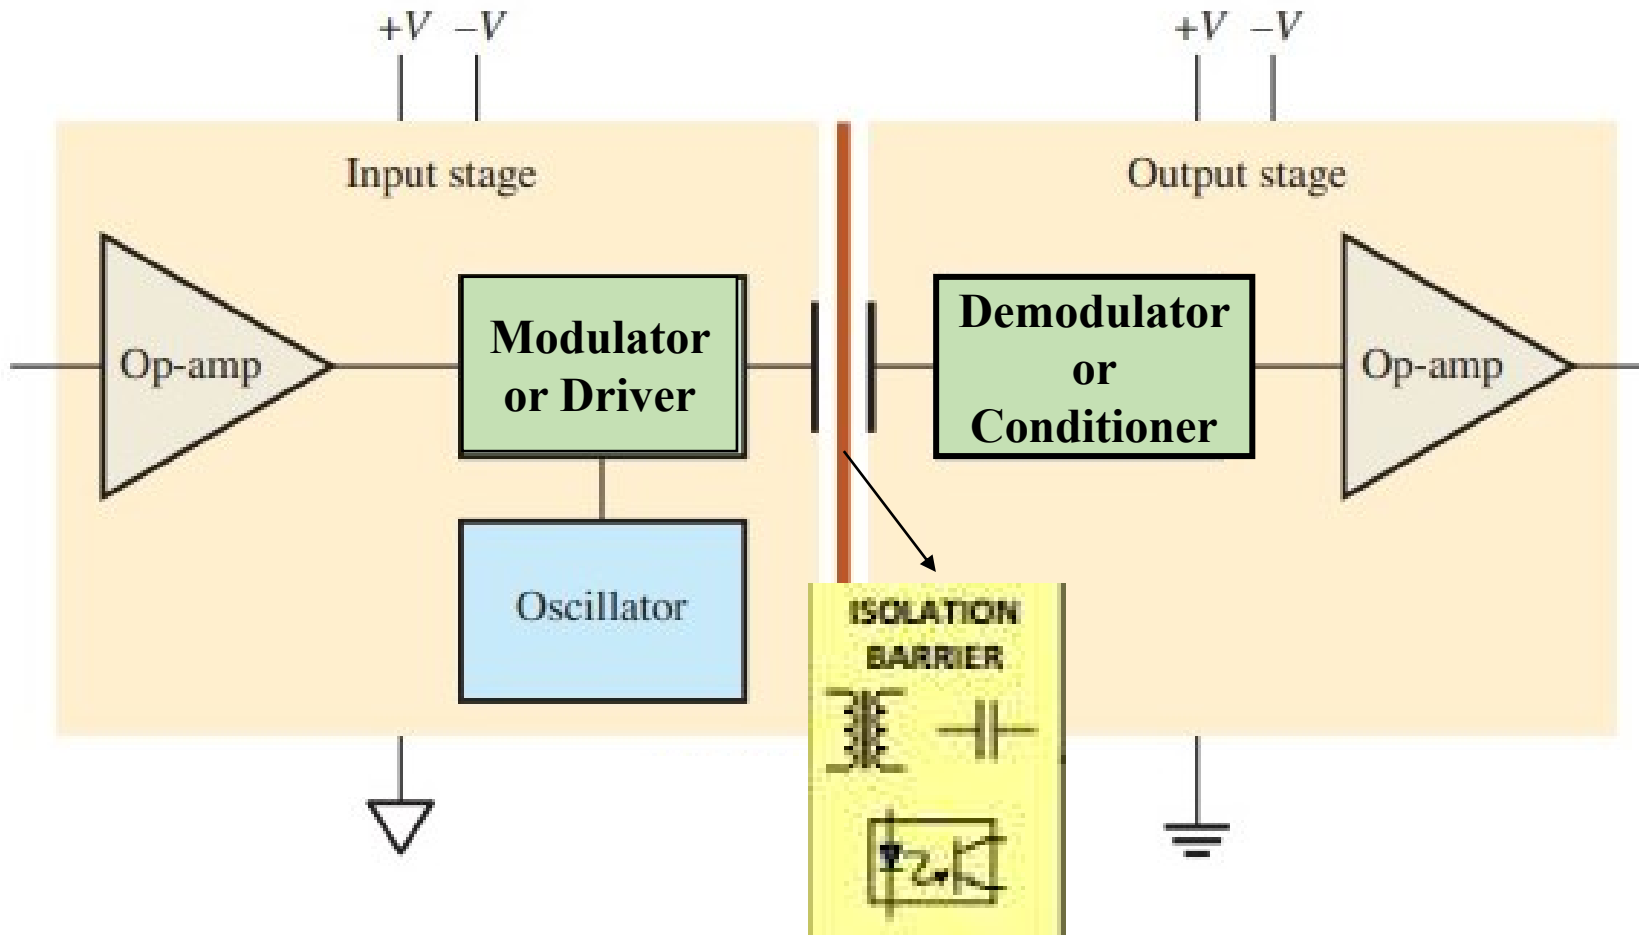 +V –V
+V –V
Input stage
Output stage
Op-amp
Modulator
or Driver
Demodulator
or
Conditioner
Op-amp
Oscillator
ISOLATION
BARRIER